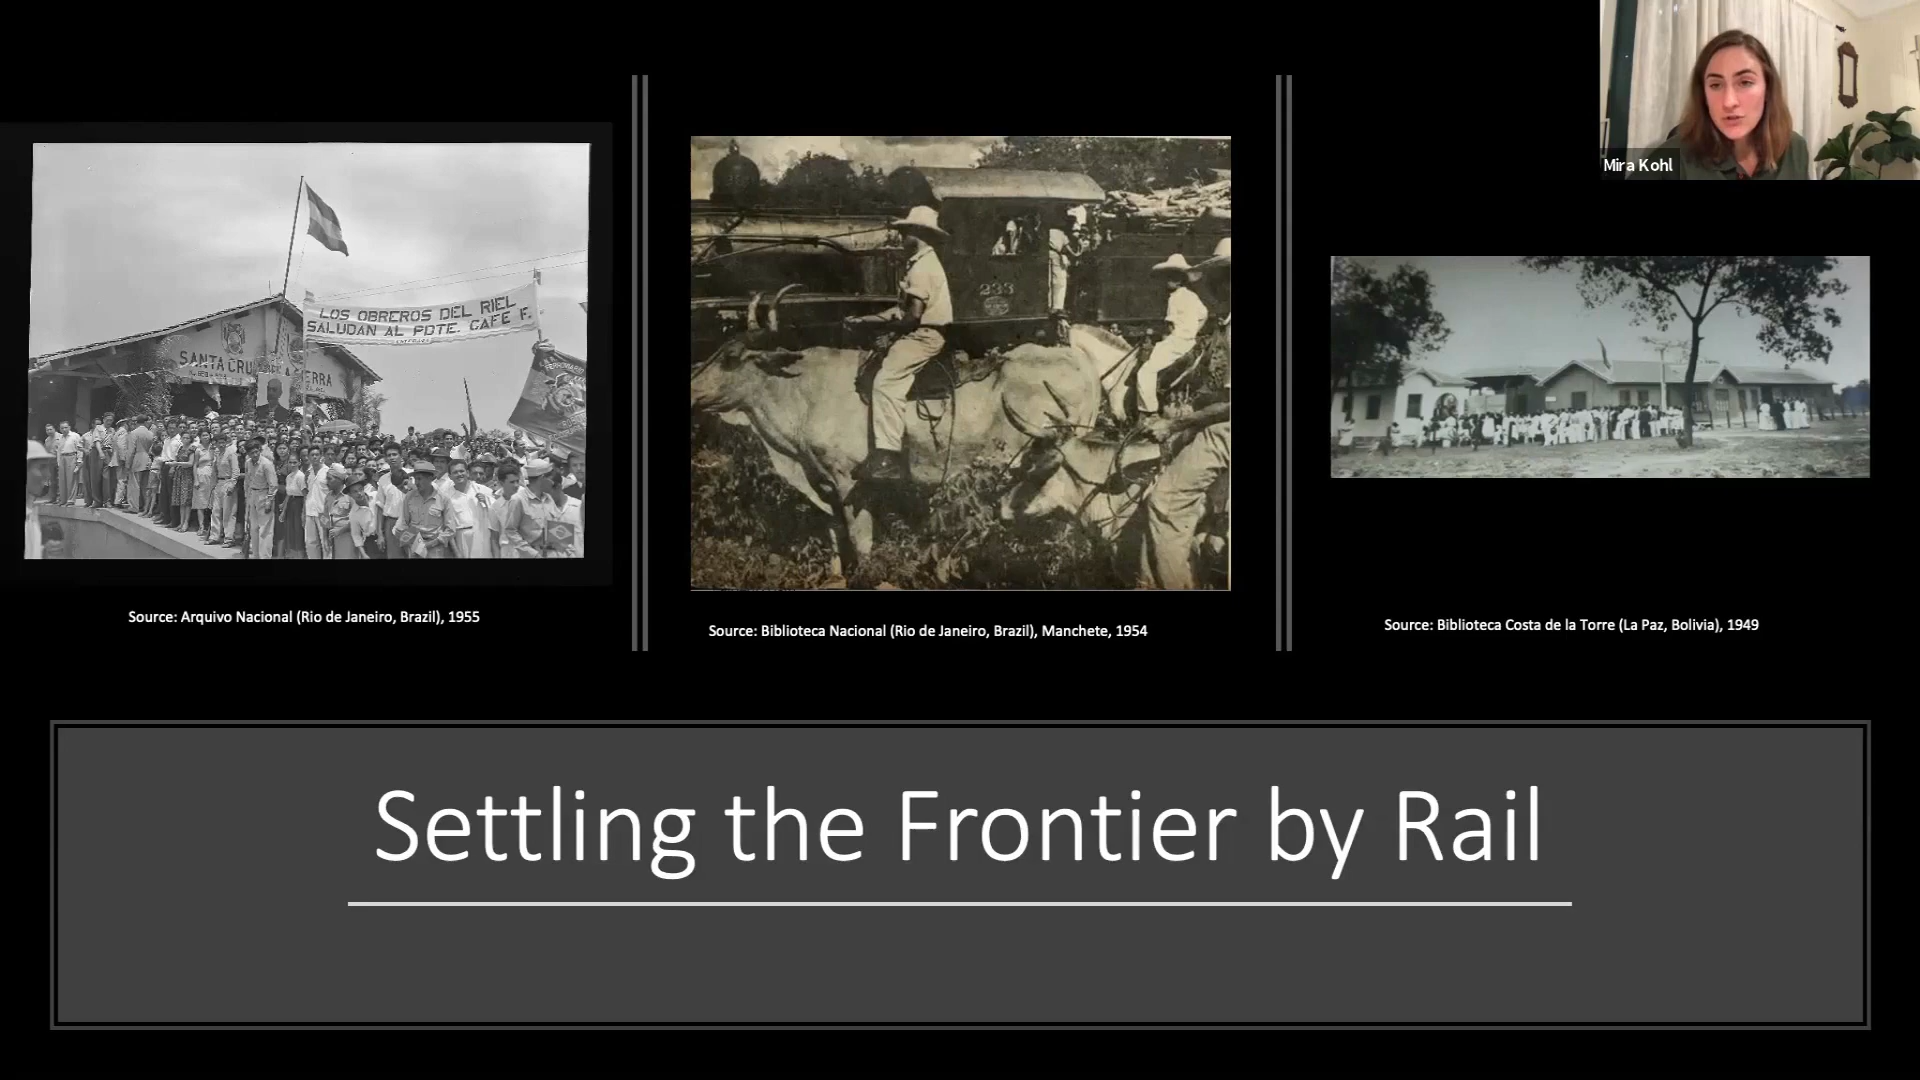 Mira Kohl
LOS OBREROS DEL RIEL
SALUDAN AL PDTE. CAFE F.
SANTA CRU
ERRA
233
Source: Arquivo Nacional (Rio de Janeiro, Brazil), 1955
Source: Biblioteca Nacional (Rio de Janeiro, Brazil), Manchete, 1954
Source: Biblioteca Costa de la Torre (La Paz, Bolivia), 1949
Settling the Frontier by Rail